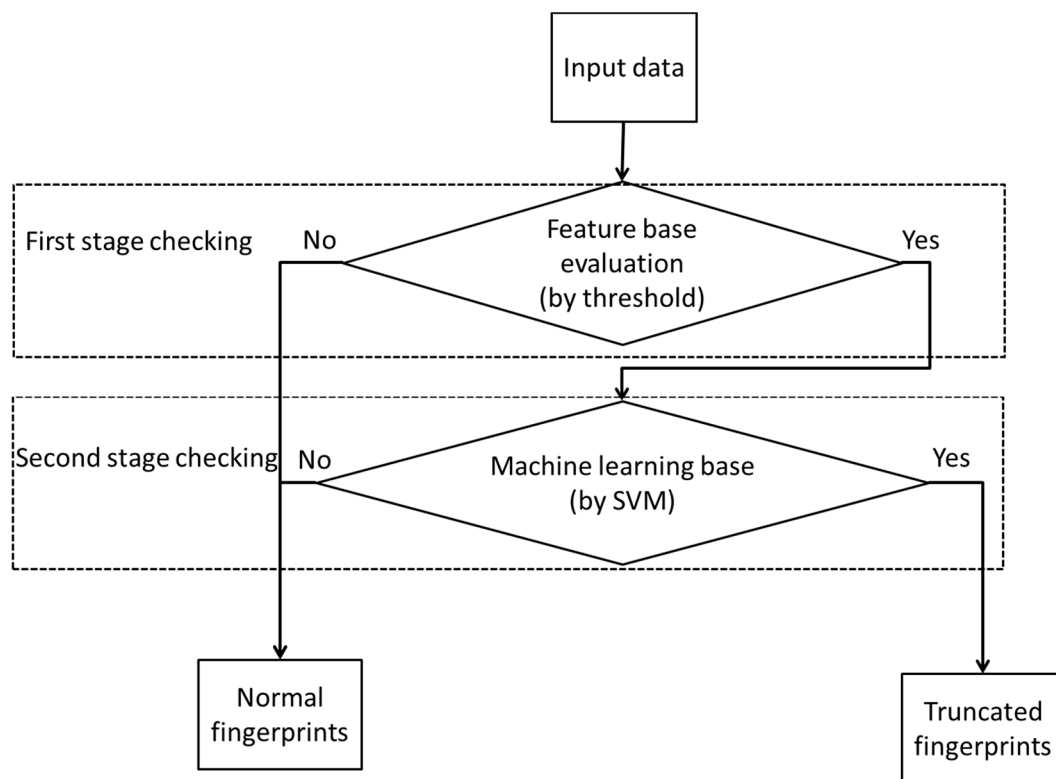 Input data
First stage checking
No
Feature base
evaluation
(by threshold)
Yes
Second stage checking
No
Machine learning base
(by SVM)
Yes
Normal
fingerprints
Truncated
fingerprints